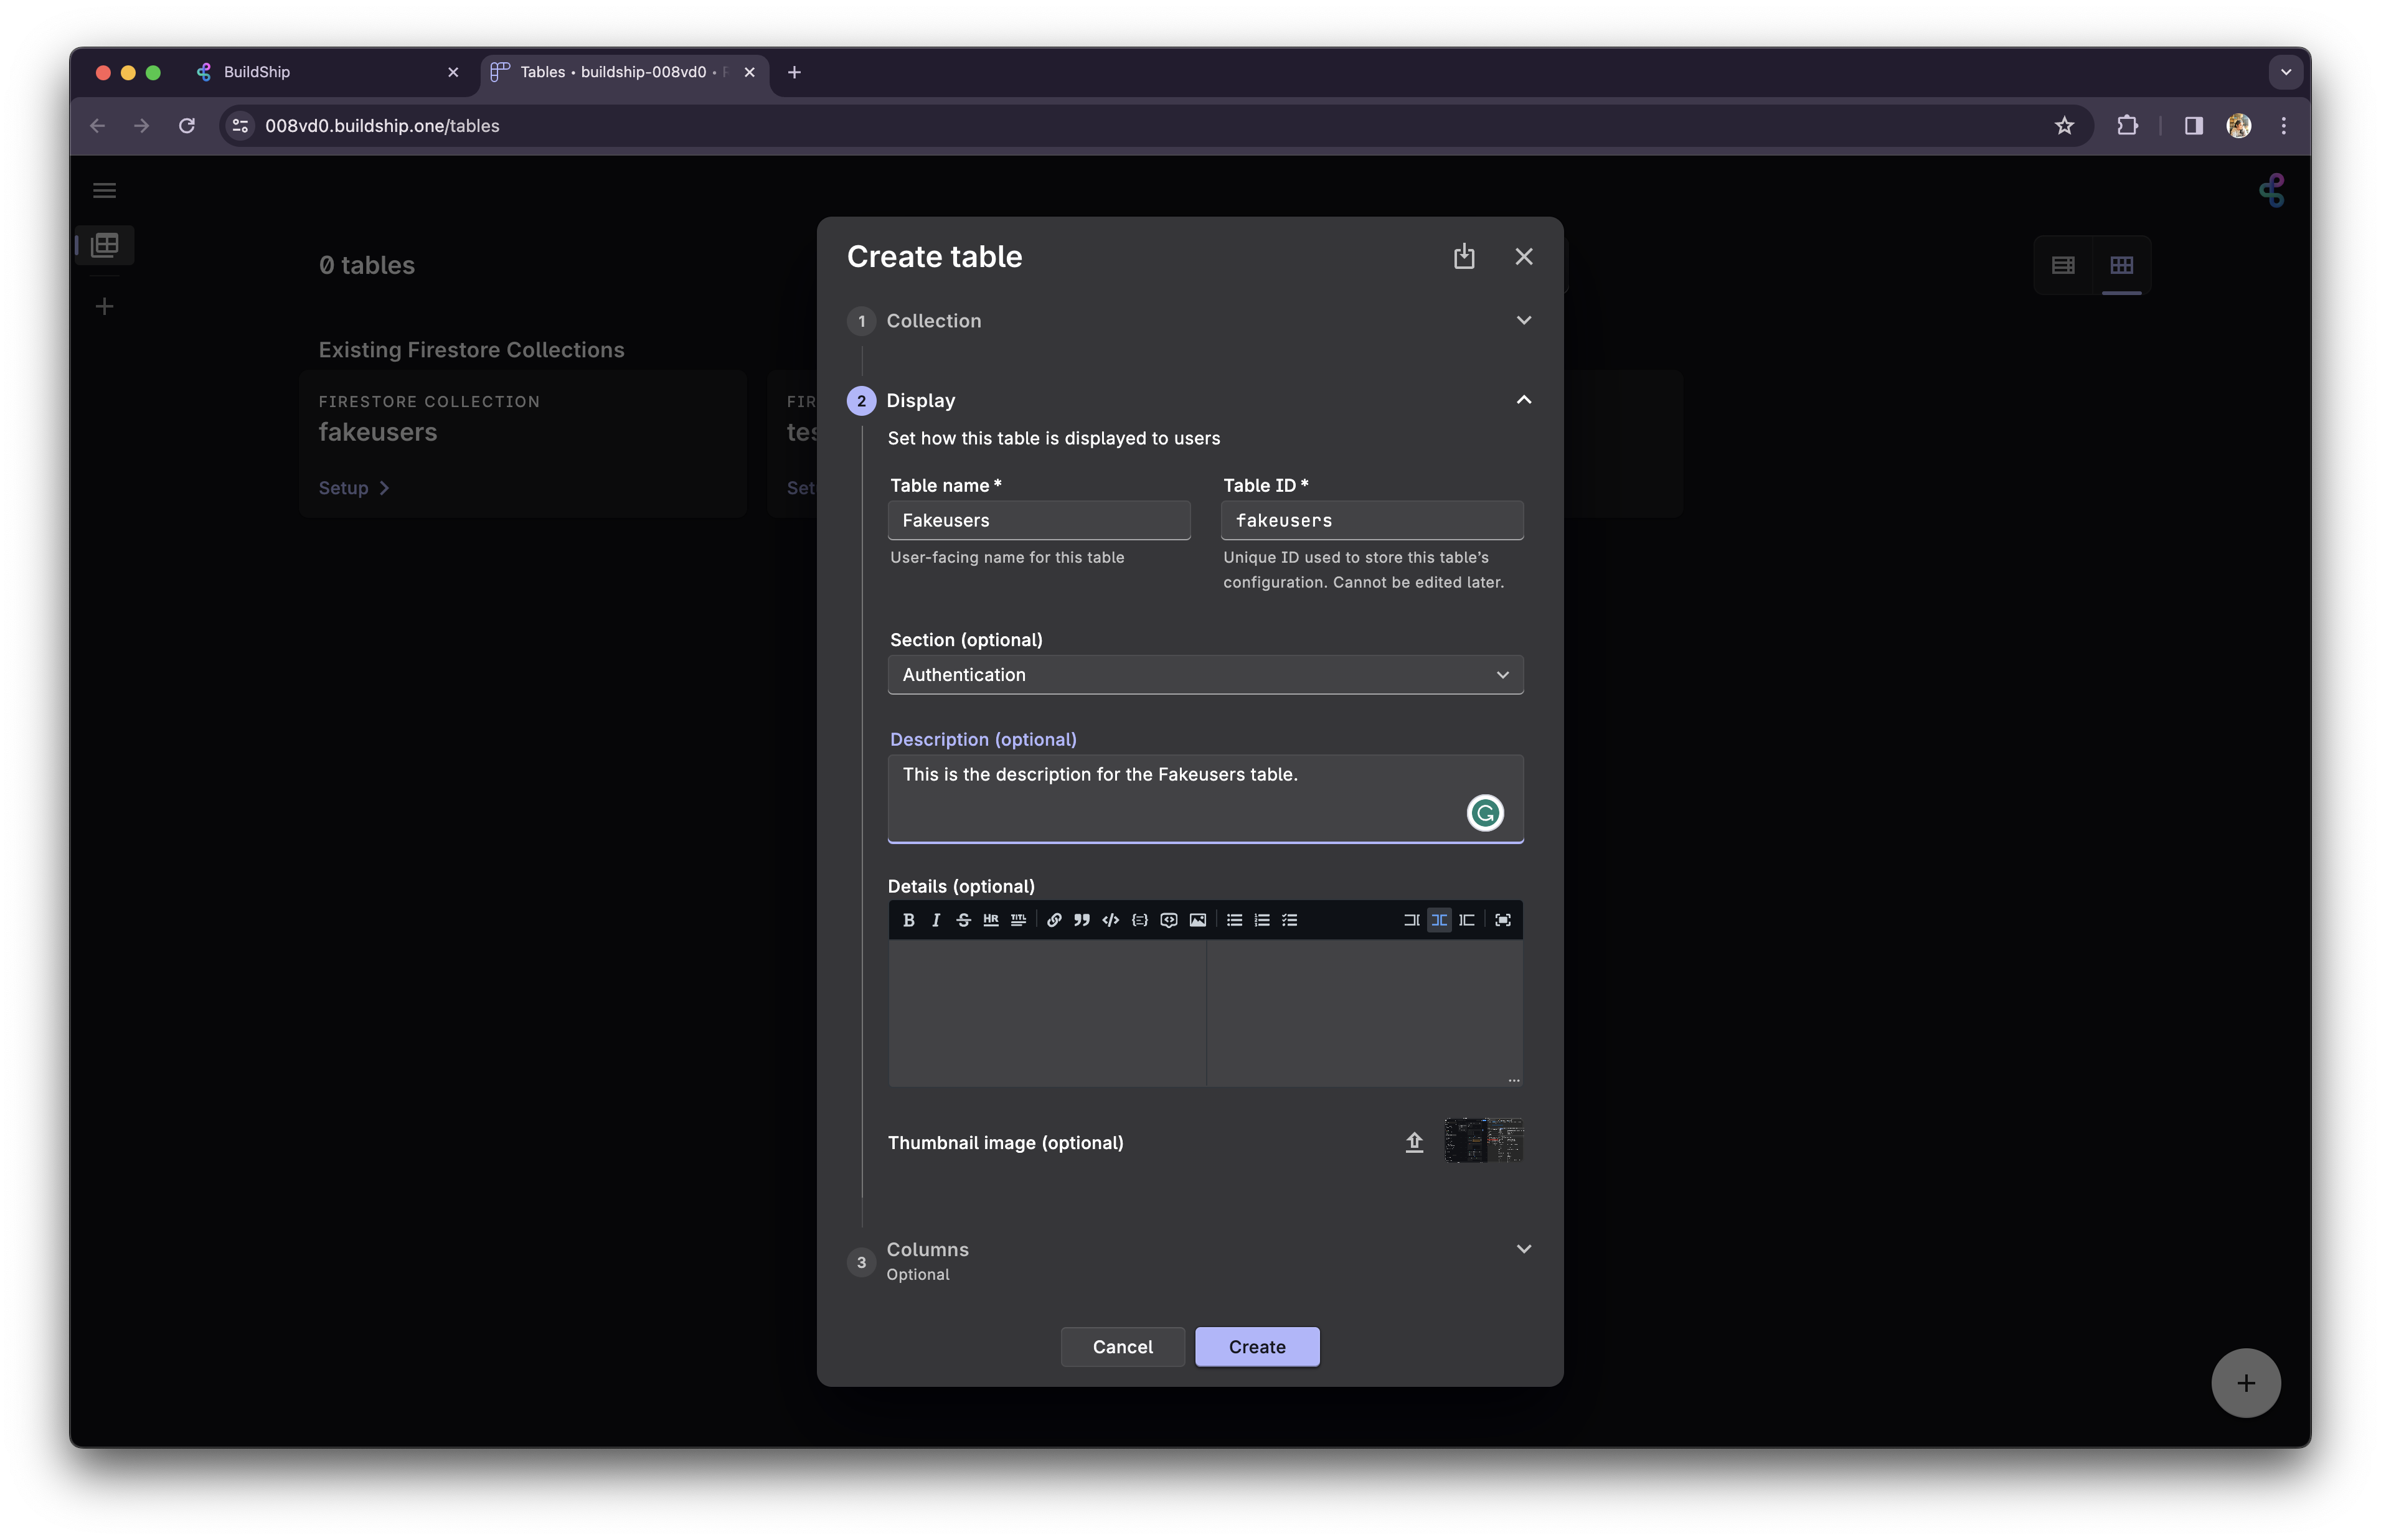 BuildShip
Tables • buildship-008vd0 •
008vd0.buildship.one/tables
0 tables
Existing Firestore Collections
FIRESTORE COLLECTION
fakeusers
Setup
FIR
tes
Set
Create table
1 Collection
2 Display
Set how this table is displayed to users
Table name *
Table ID *
Fakeusers
fakeusers
User-facing name for this table
Unique ID used to store this table’s
configuration. Cannot be edited later.
Section (optional)
Authentication
Description (optional)
This is the description for the Fakeusers table.
Details (optional)
B I S HR TITL
Thumbnail image (optional)
3 Columns
Optional
Cancel
Create